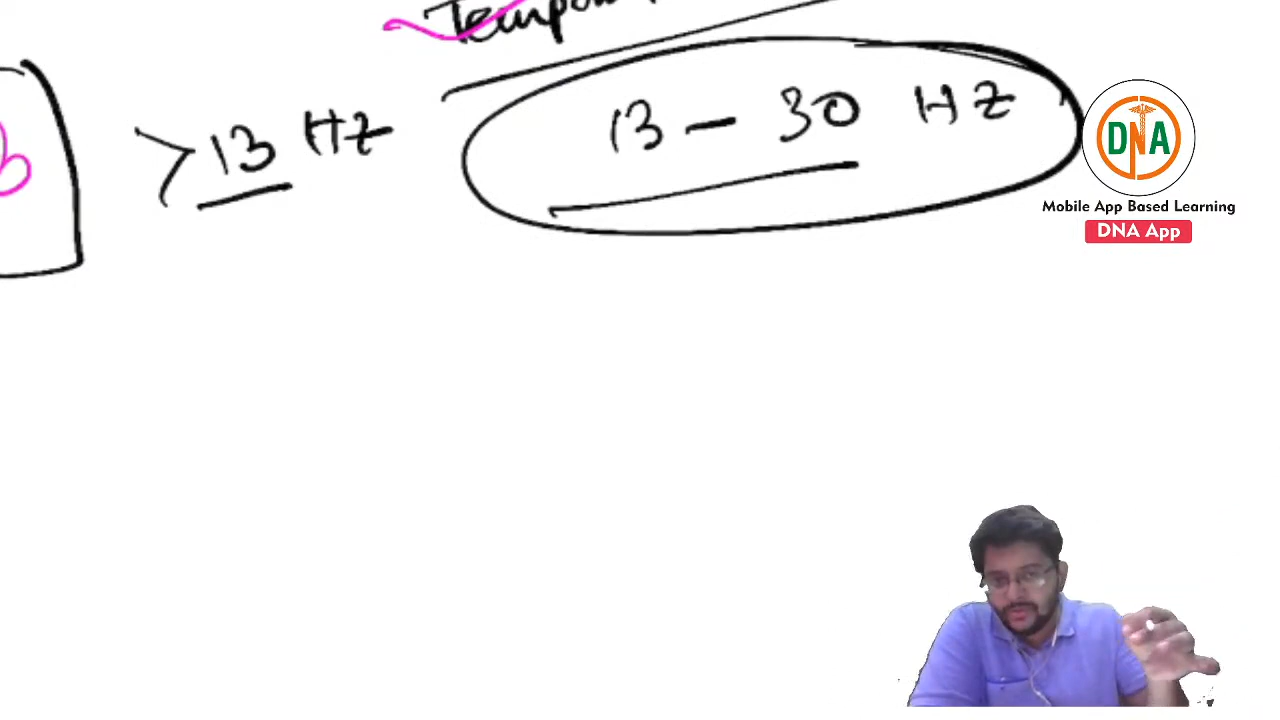 >13 Hz
13 - 30 Hz
DNA
Mobile App Based Learning
DNA App